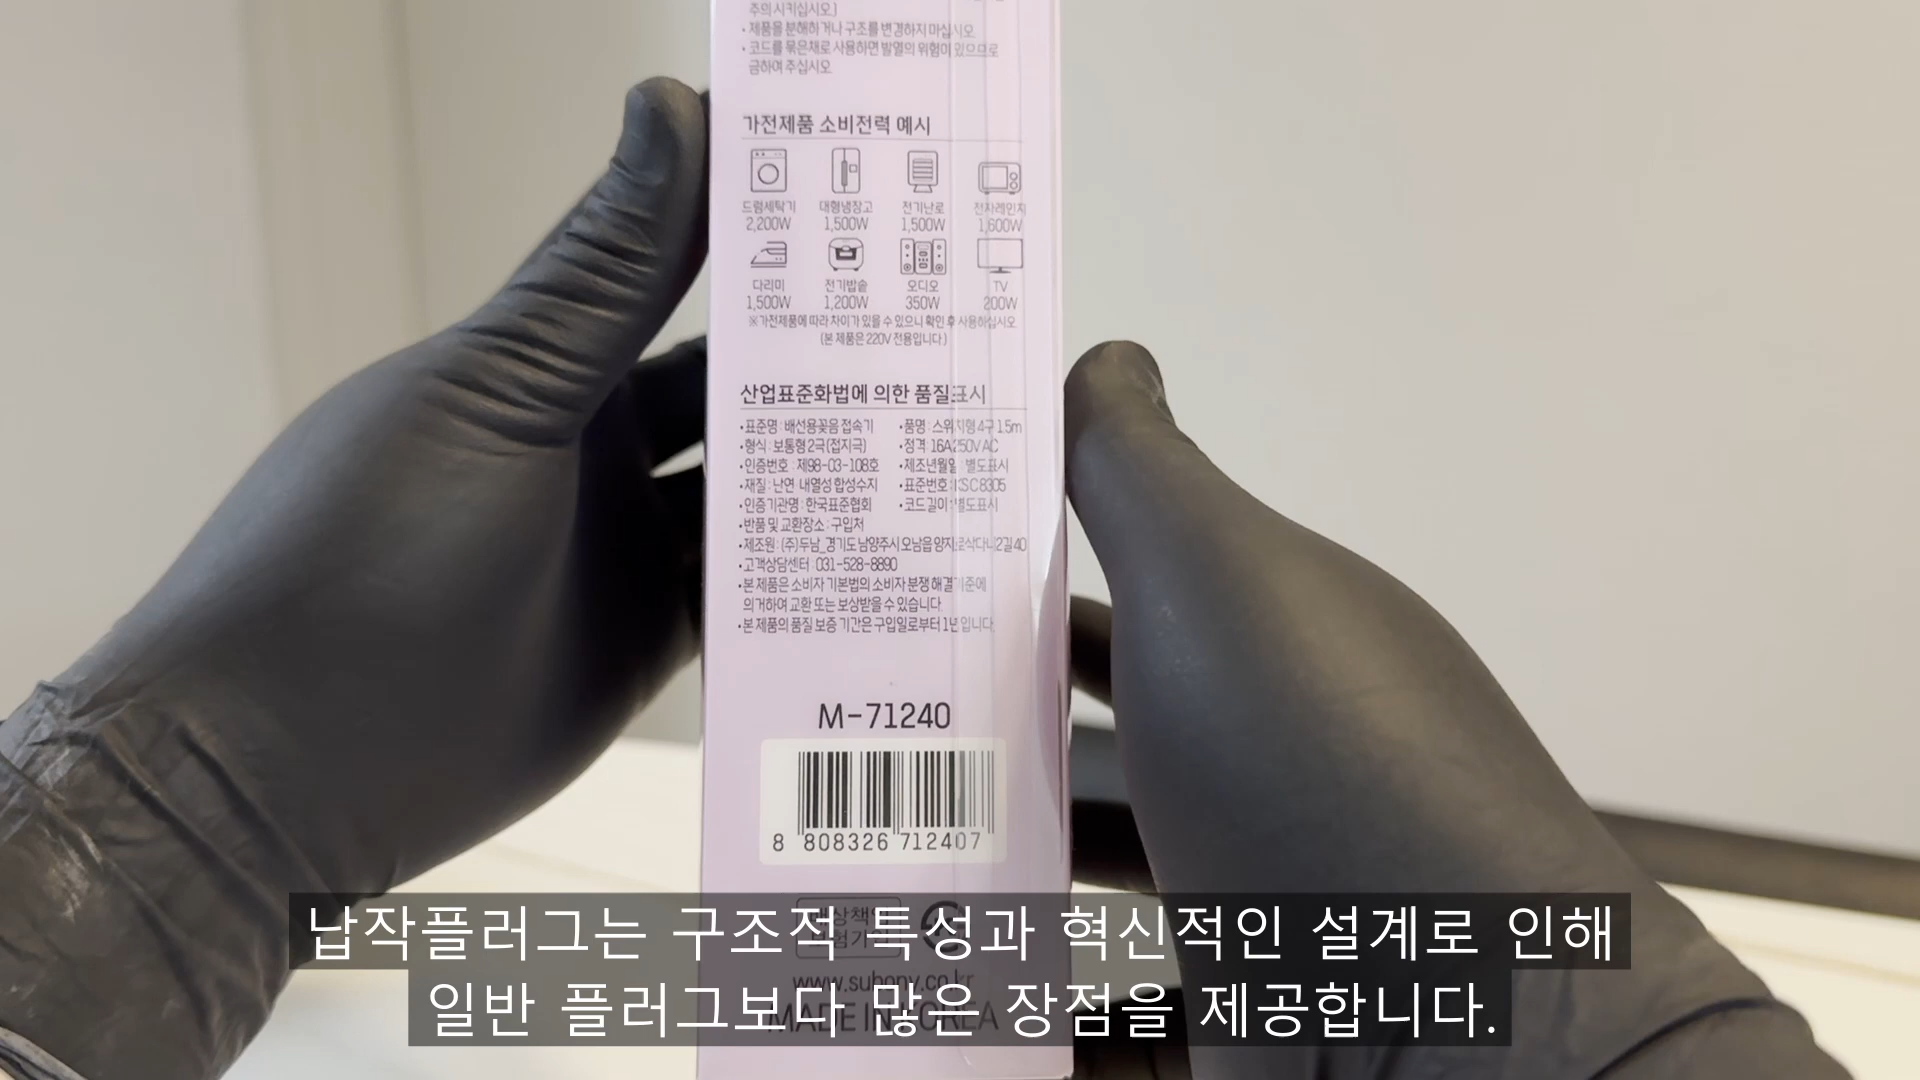 주의 시키십시오.)
• 제품을 분해하거나 구조를 변경하지 마십시오.
• 코드를 묶은채로 사용하면 발열의 위험이 있으므로
금하여 주십시오.
가전제품 소비전력 예시
드럼세탁기 대형냉장고 전기난로 전자레인지
2,200W 1,500W 1,500W 1,600W
다리미 전기밥솥 오디오 TV
1,500W 1,200W 350W 200W
※가전제품에 따라 차이가 있을 수 있으니 확인 후 사용하십시오.
(본 제품은 220V 전용입니다.)
산업표준화법에 의한 품질표시
• 표준명 : 배선용꽂음 접속기 • 품명 : 스위치형 4구 1.5m
• 형식 : 보통형 2극(접지극) • 정격 : 16A 250V AC
• 인증번호 : 제98-03-108호 • 제조년월일 : 별도표시
• 재질 : 난연 내열성 합성수지 • 표준번호 : KSC 8305
• 인증기관명 : 한국표준협회 • 코드길이 : 별도표시
• 반품 및 교환장소 : 구입처
• 제조원 : (주)두남_경기도 남양주시 오남읍 양지로삭다니2길 40
• 고객상담센터 : 031-528-8890
• 본 제품은 소비자 기본법의 소비자 분쟁 해결기준에
의거하여 교환 또는 보상받을 수 있습니다.
• 본 제품의 품질 보증 기간은 구입일로부터 1년 입니다.
M-71240
8 808326 712407
납작플러그는 구조적 특성과 혁신적인 설계로 인해
일반 플러그보다 많은 장점을 제공합니다.
MADE IN KOREA